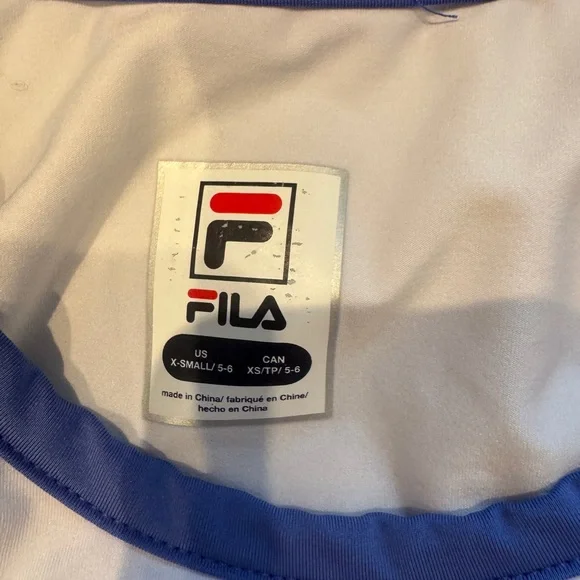 F
FILA
US CAN
X-SMALL/ 5-6 XS/TP/ 5-6
made in China/ fabriqué en Chine/
hecho en China